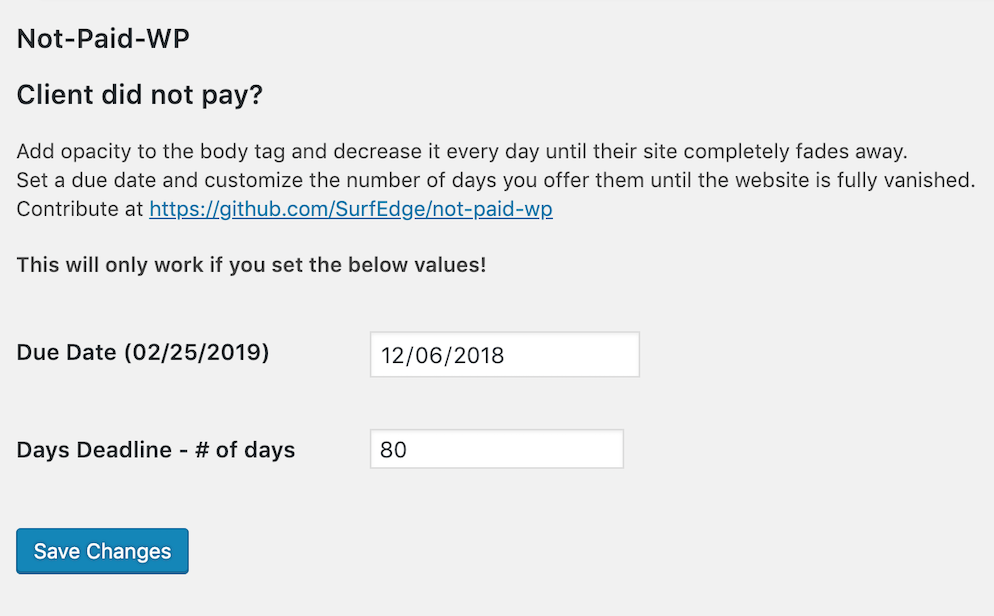 Not-Paid-WP
Client did not pay?
Add opacity to the body tag and decrease it every day until their site completely fades away.
Set a due date and customize the number of days you offer them until the website is fully vanished.
Contribute at https://github.com/SurfEdge/not-paid-wp
This will only work if you set the below values!
Due Date (02/25/2019) 12/06/2018
Days Deadline - # of days 80
Save Changes